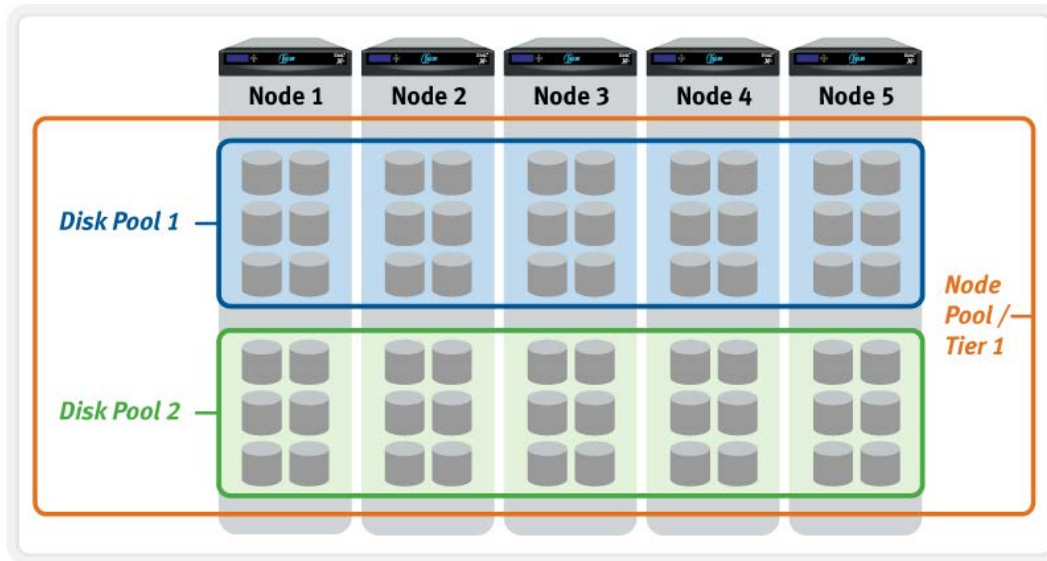 Node 1
Node 2
Node 3
Node 4
Node 5
Disk Pool 1
Node
Pool /
Tier 1
Disk Pool 2